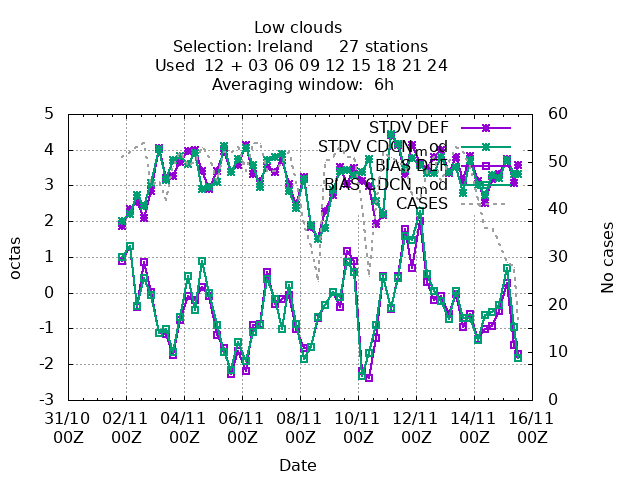 Low clouds
Selection: Ireland 27 stations
Used 12 + 03 06 09 12 15 18 21 24
Averaging window: 6h
5 60
STDV DEF
4 50
STDV CDCN_mod
BIAS DEF
3
BIAS CDCN_mod
CASES
40
2
1 30
0
20
-1
-2 10
-3 0
octas
No cases
31/10 02/11 04/11 06/11 08/11 10/11 12/11 14/11 16/11
00Z 00Z 00Z 00Z 00Z 00Z 00Z 00Z 00Z
Date